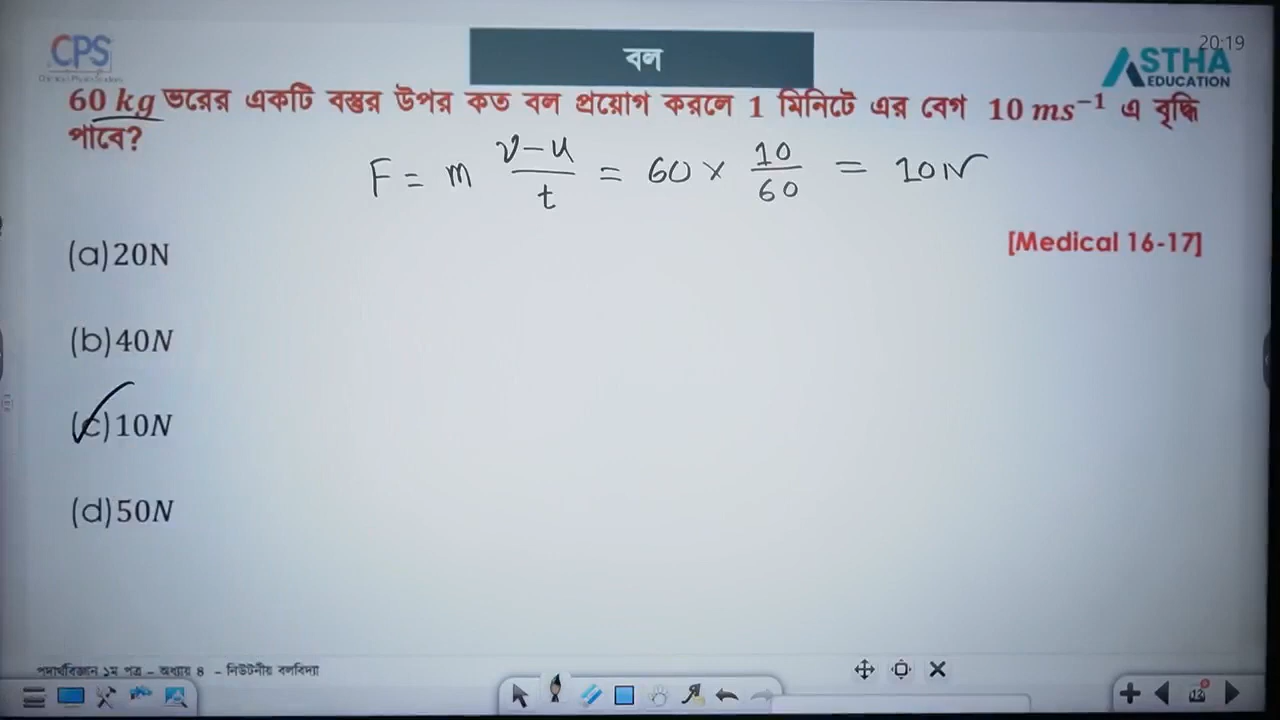 CPS
বল
20:19
ASTHA
EDUCATION
60 kg ভরের একটি বস্তুর উপর কত বল প্রয়োগ করলে 1 মিনিটে এর বেগ 10 ms⁻¹ এ বৃদ্ধি
পাবে?
F = m (v-u)/t = 60 × 10/60 = 10N
[Medical 16-17]
(a)20N
(b)40N
(c)10N
(d)50N
পদার্থবিজ্ঞান ১ম পত্র – অধ্যায় ৪ – নিউটনীয় বলবিদ্যা